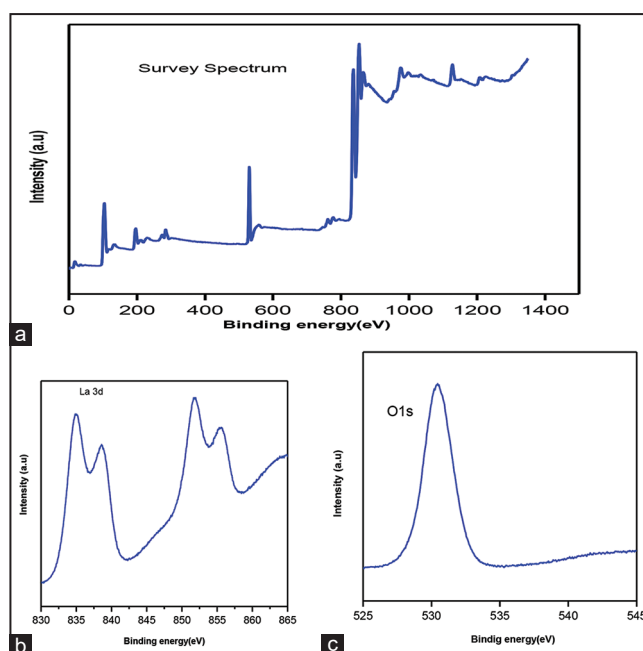 Survey Spectrum
Intensity (a.u)
0 200 400 600 800 1000 1200 1400
Binding energy(eV)
a
La 3d
Intensity (a.u)
830 835 840 845 850 855 860 865
Binding energy(eV)
b
O1s
Intensity (a.u)
525 530 535 540 545
Bindig energy(eV)
c